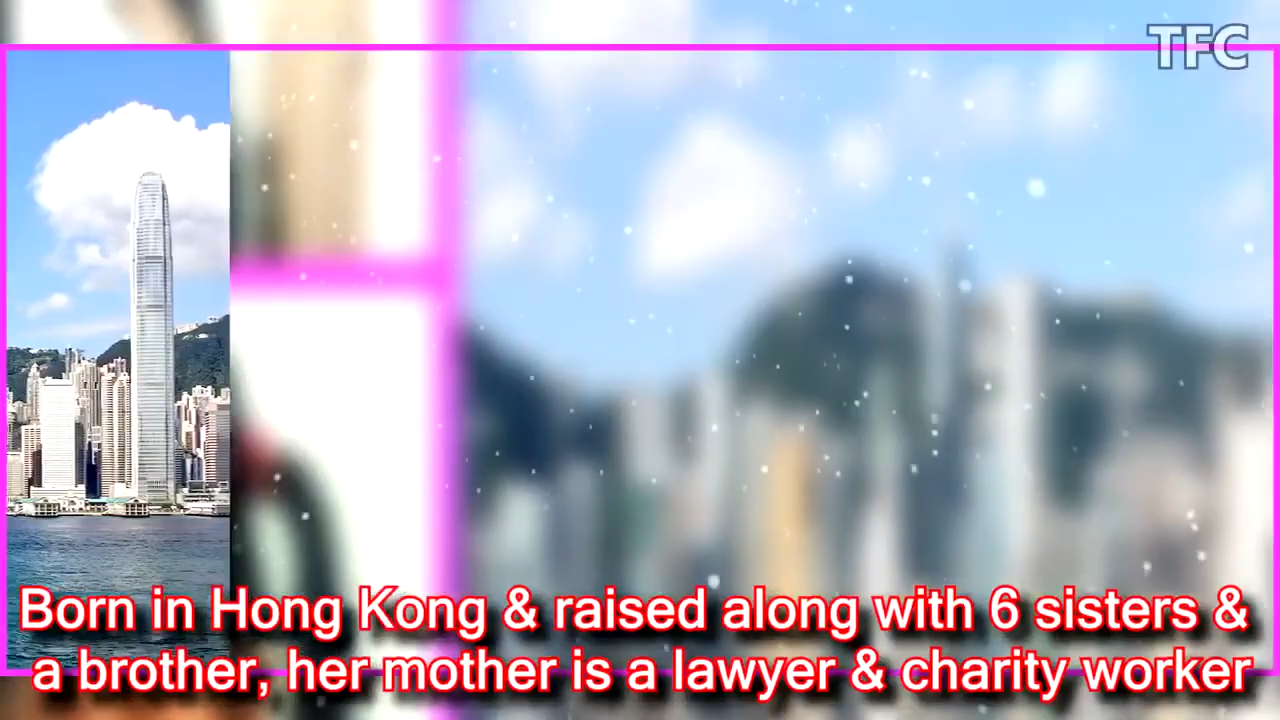 TFC
Born in Hong Kong & raised along with 6 sisters &
a brother, her mother is a lawyer & charity worker